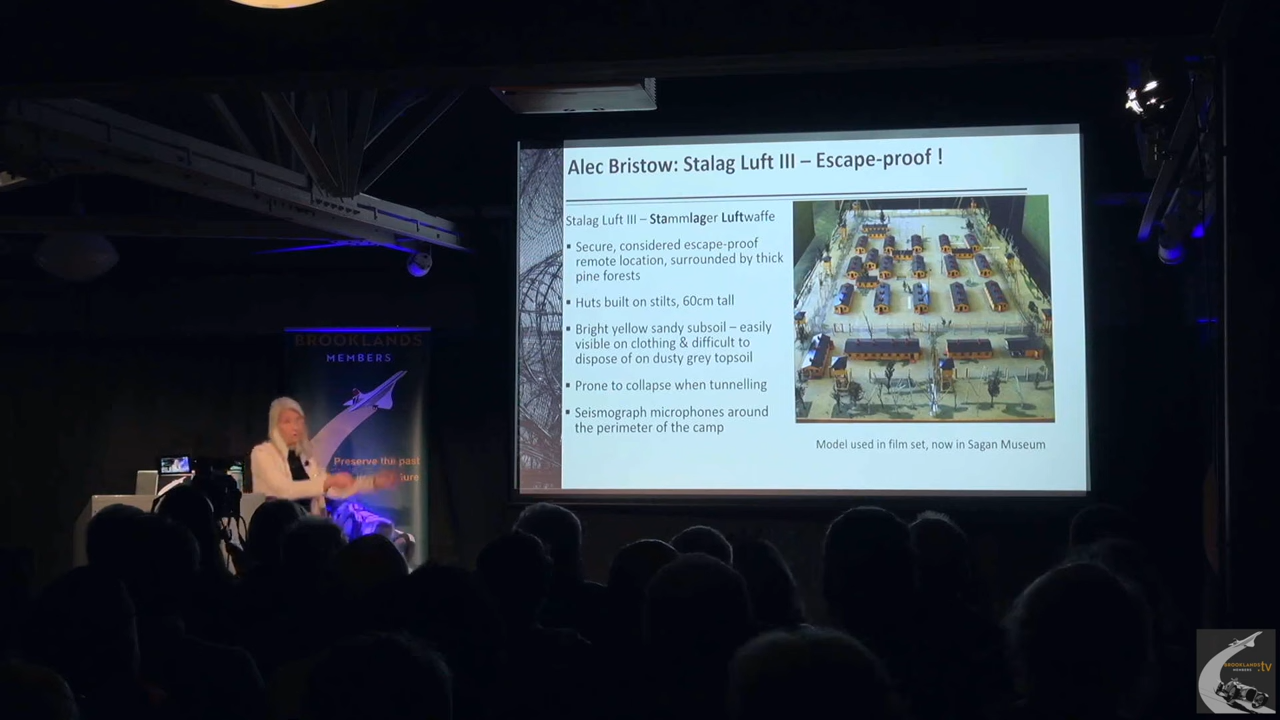 Alec Bristow: Stalag Luft III – Escape-proof !
Stalag Luft III – Stammlager Luftwaffe
▪ Secure, considered escape-proof
remote location, surrounded by thick
pine forests
▪ Huts built on stilts, 60cm tall
▪ Bright yellow sandy subsoil – easily
visible on clothing & difficult to
dispose of on dusty grey topsoil
▪ Prone to collapse when tunnelling
▪ Seismograph microphones around
the perimeter of the camp
Model used in film set, now in Sagan Museum
BROOKLANDS
MEMBERS
Preserve the past
BROOKLANDS
MEMBERS
.tv